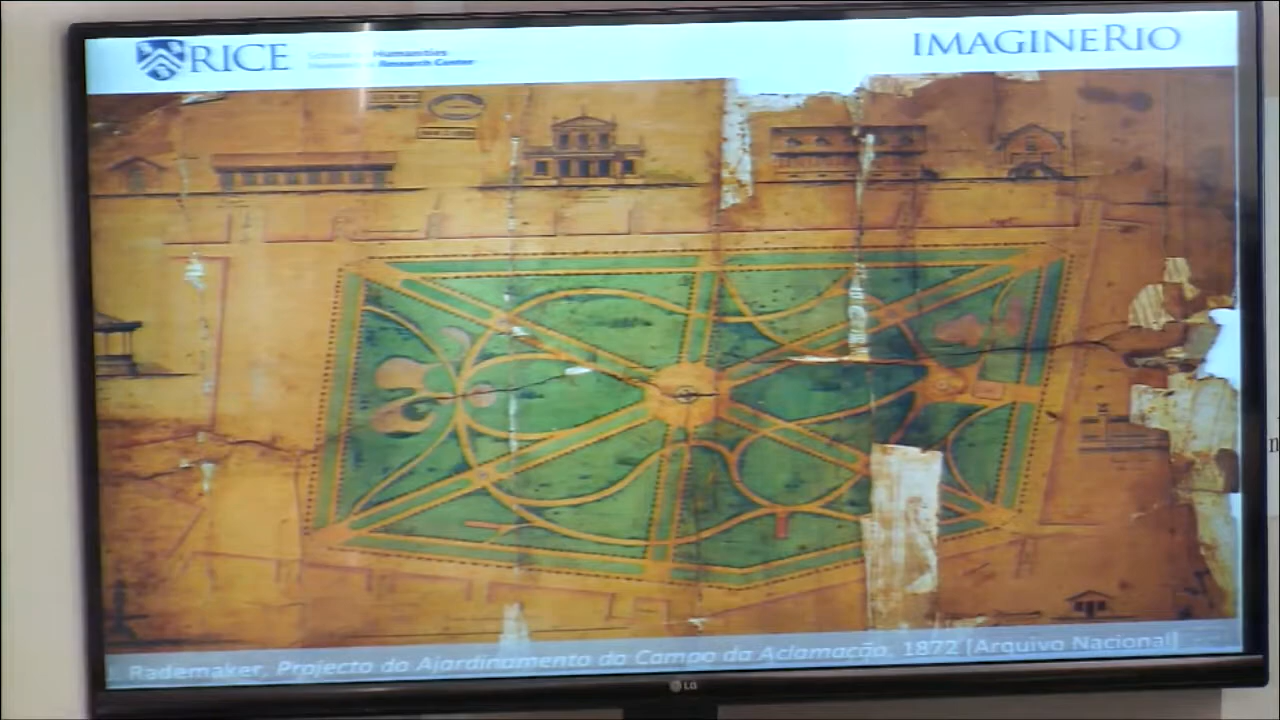 RICE
Humanities
Research Center
IMAGINERIO
Rademaker, Projecto do Ajardinamento do Campo da Aclamação, 1872 [Arquivo Nacional]
LG